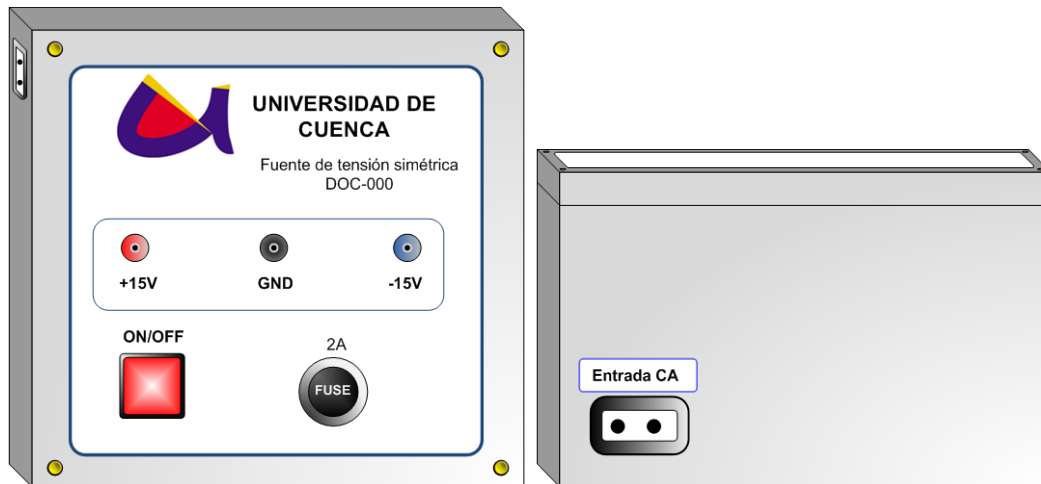 UNIVERSIDAD DE
CUENCA
Fuente de tensión simétrica
DOC-000
+15V GND -15V
ON/OFF
2A
FUSE
Entrada CA